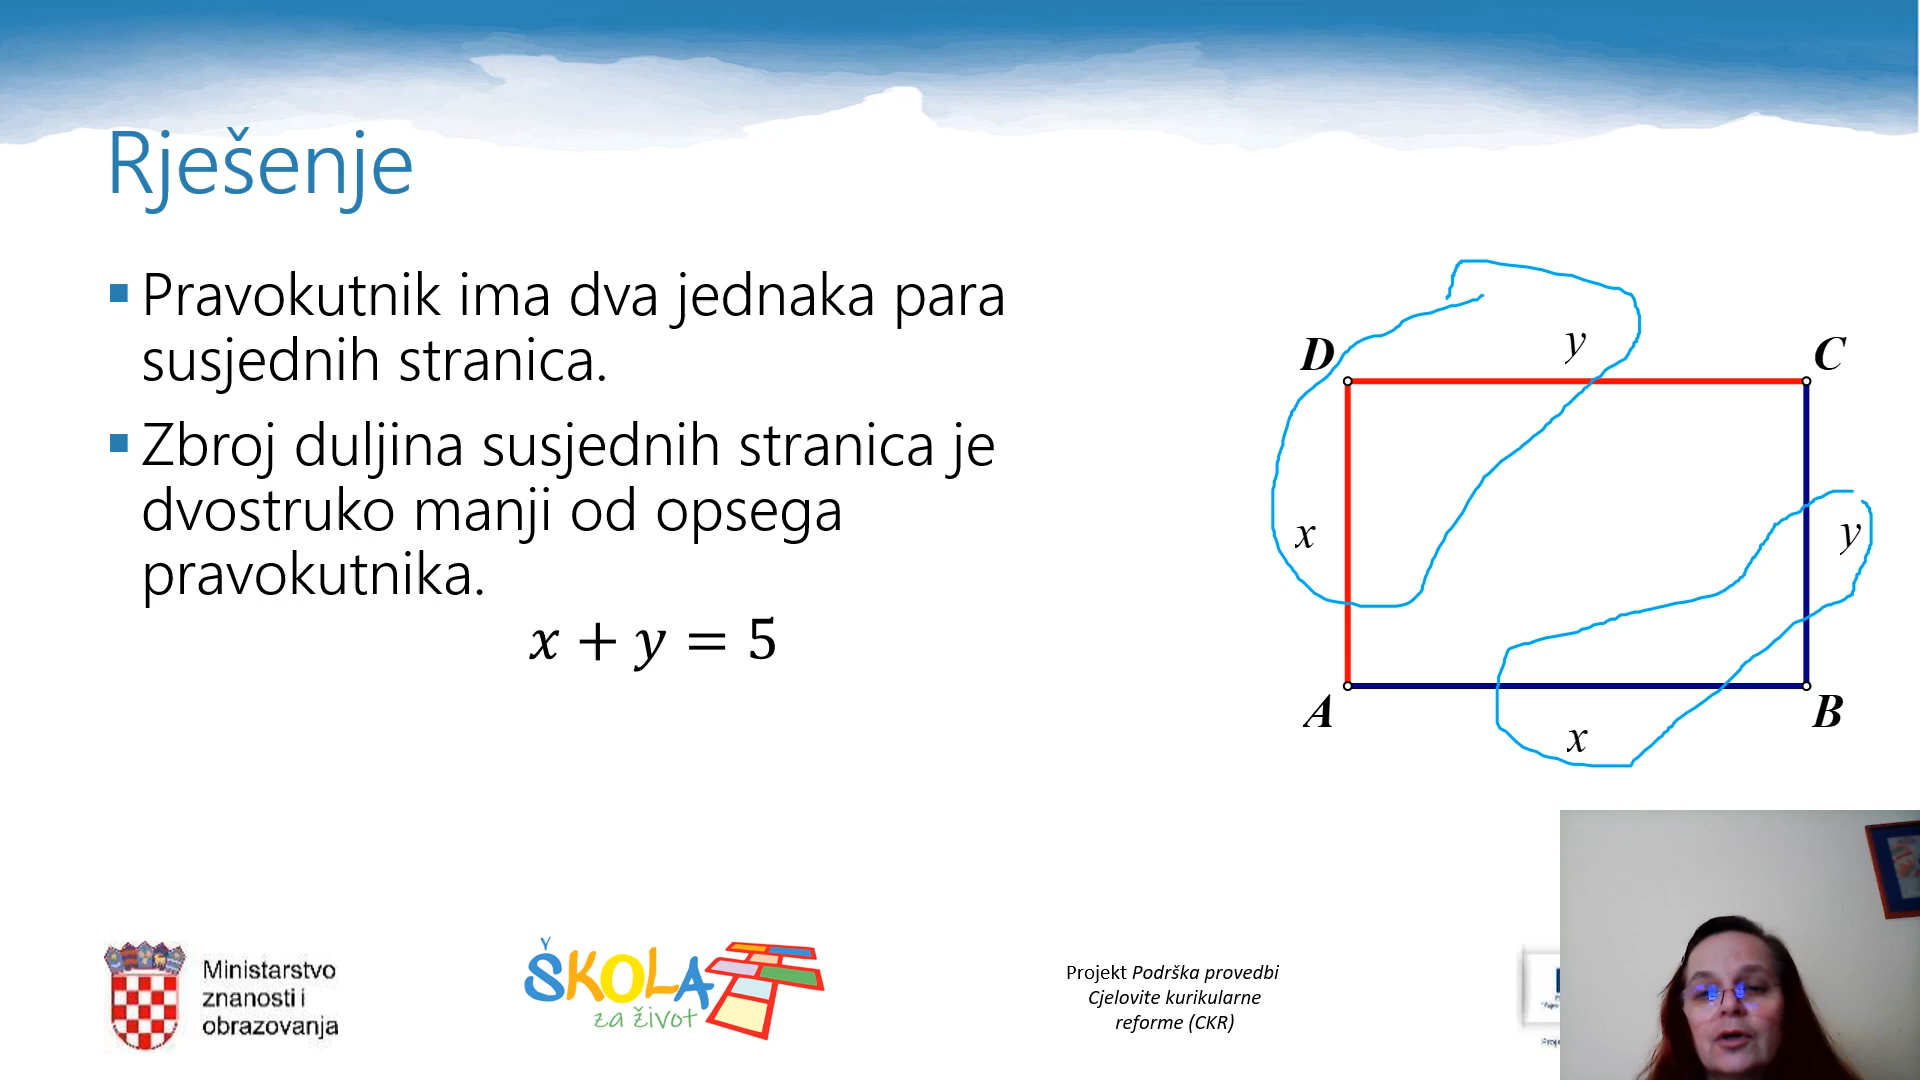 Rješenje
▪ Pravokutnik ima dva jednaka para
susjednih stranica.
▪ Zbroj duljina susjednih stranica je
dvostruko manji od opsega
pravokutnika.
x + y = 5
D
y
C
x
y
A
B
x
Ministarstvo
znanosti i
obrazovanja
ŠKOLA
za život
Projekt Podrška provedbi
Cjelovite kurikularne
reforme (CKR)